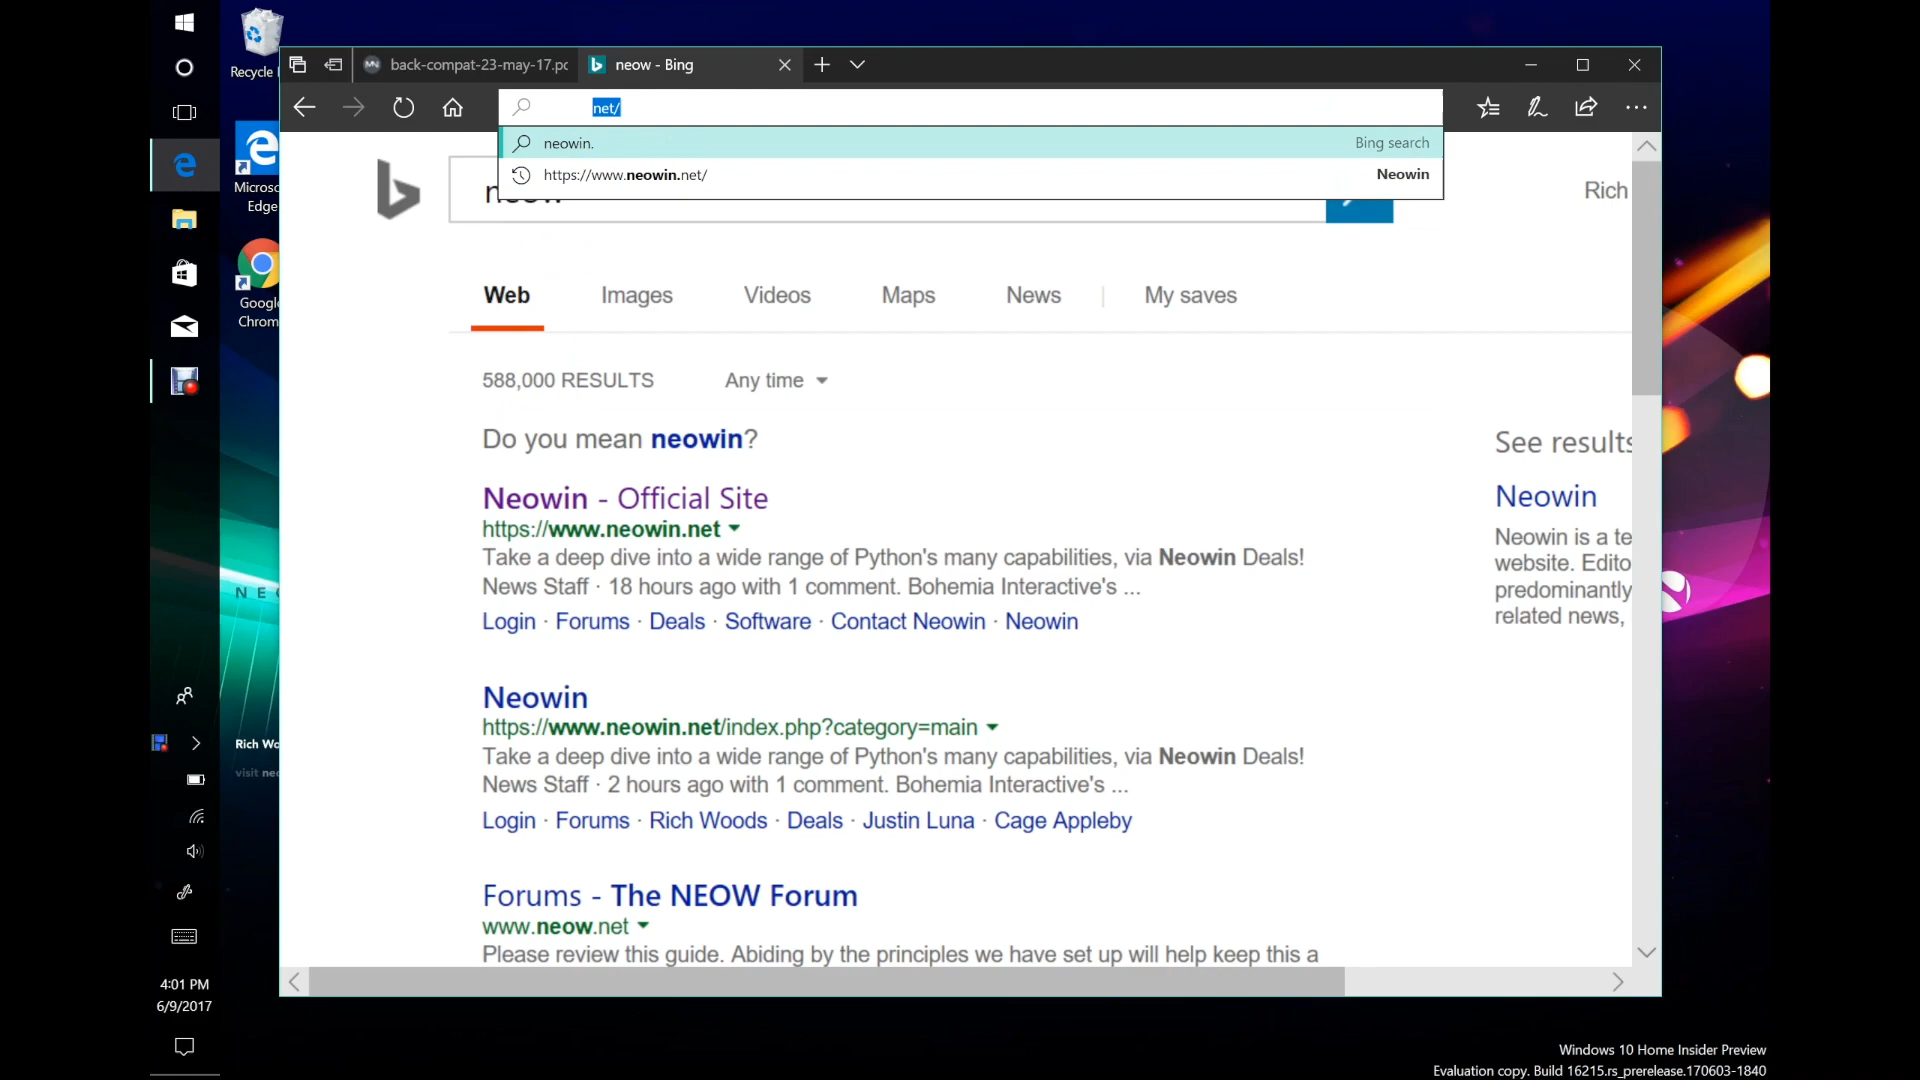 Recycle
back-compat-23-may-17.pc
neow - Bing
net/
neowin.
Bing search
https://www.neowin.net/
Neowin
Rich
Microsc
Edge
Google
Chrom
Web
Images
Videos
Maps
News
My saves
588,000 RESULTS
Any time
Do you mean neowin?
Neowin - Official Site
https://www.neowin.net
Take a deep dive into a wide range of Python's many capabilities, via Neowin Deals!
News Staff · 18 hours ago with 1 comment. Bohemia Interactive's ...
Login · Forums · Deals · Software · Contact Neowin · Neowin
See results
Neowin
Neowin is a te
website. Edito
predominantly
related news,
Neowin
https://www.neowin.net/index.php?category=main
Take a deep dive into a wide range of Python's many capabilities, via Neowin Deals!
News Staff · 2 hours ago with 1 comment. Bohemia Interactive's ...
Login · Forums · Rich Woods · Deals · Justin Luna · Cage Appleby
Forums - The NEOW Forum
www.neow.net
Please review this guide. Abiding by the principles we have set up will help keep this a
NEO
Rich Wo
visit neo
4:01 PM
6/9/2017
Windows 10 Home Insider Preview
Evaluation copy. Build 16215.rs_prerelease.170603-1840